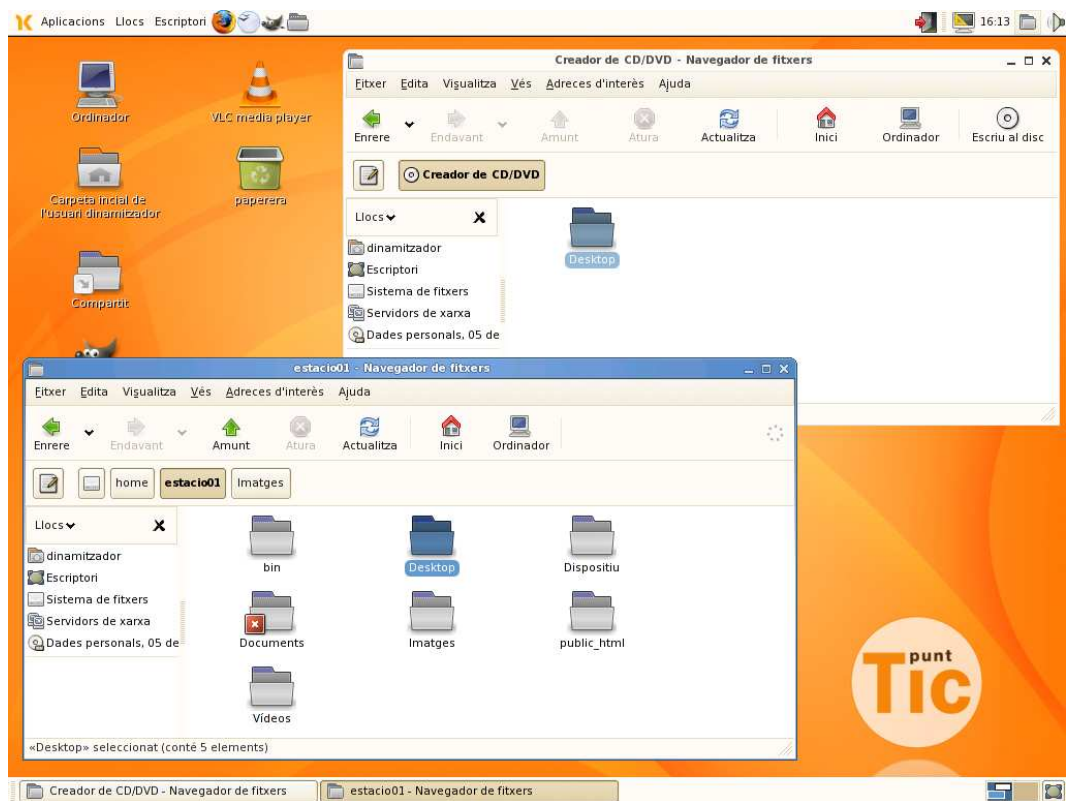 Aplicacions Llocs Escriptori
16:13
Ordinador
VLC media player
Carpeta incial de
l'usuari dinamitzador
paperera
Compartit
Creador de CD/DVD - Navegador de fitxers
Fitxer Edita Visualitza Vés Adreces d'interès Ajuda
Enrere Endavant Amunt Atura Actualitza Inici Ordinador Escriu al disc
Creador de CD/DVD
Llocs
dinamitzador
Escriptori
Sistema de fitxers
Servidors de xarxa
Dades personals, 05 de
Desktop
estacio01 - Navegador de fitxers
Fitxer Edita Visualitza Vés Adreces d'interès Ajuda
Enrere Endavant Amunt Atura Actualitza Inici Ordinador
home estacio01 Imatges
Llocs
dinamitzador
Escriptori
Sistema de fitxers
Servidors de xarxa
Dades personals, 05 de
bin Desktop Dispositiu
Documents Imatges public_html
Vídeos
«Desktop» seleccionat (conté 5 elements)
punt
TIC
Creador de CD/DVD - Navegador de fitxers
estacio01 - Navegador de fitxers